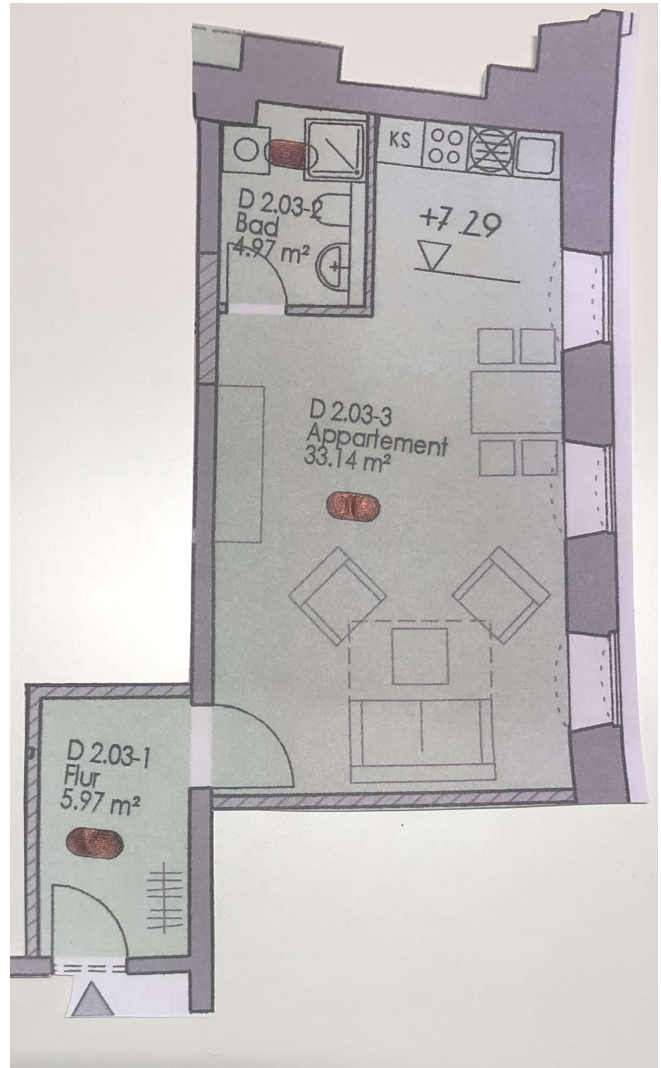 KS
D 2.03-2
Bad
4.97 m²
+7.29
D 2.03-3
Appartement
33.14 m²
D 2.03-1
Flur
5.97 m²